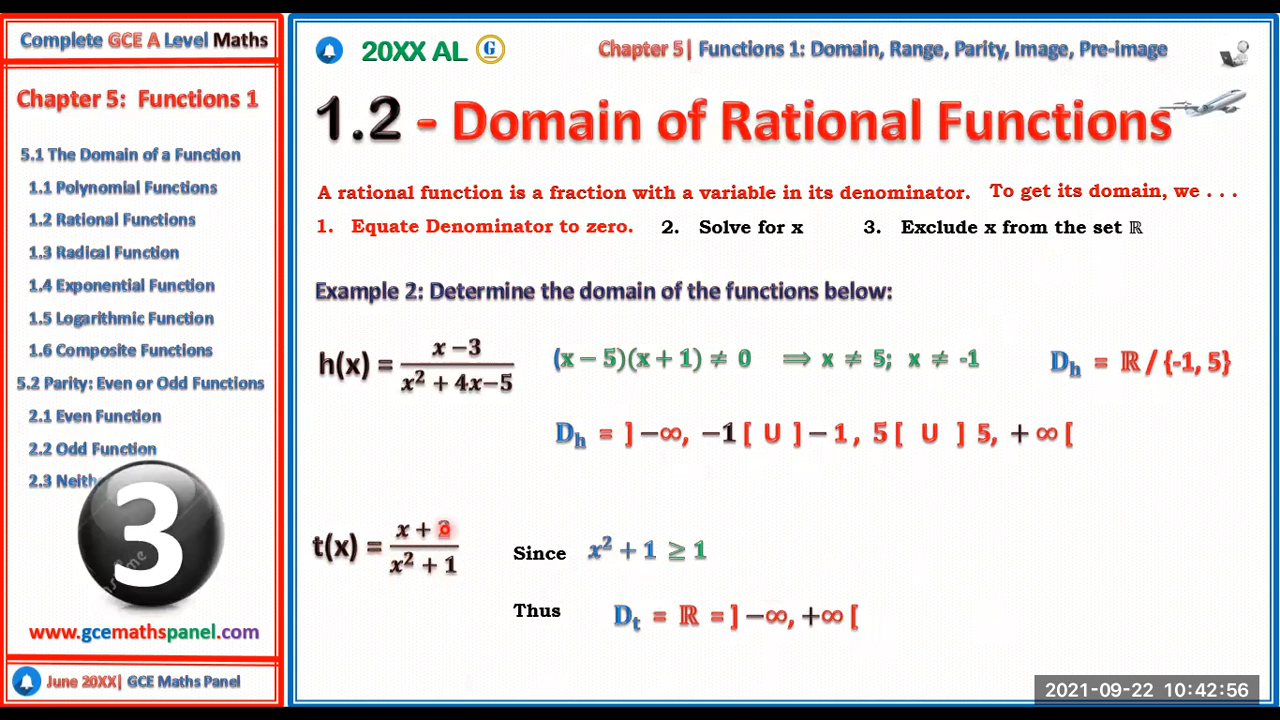 Complete GCE A Level Maths
Chapter 5: Functions 1
5.1 The Domain of a Function
1.1 Polynomial Functions
1.2 Rational Functions
1.3 Radical Function
1.4 Exponential Function
1.5 Logarithmic Function
1.6 Composite Functions
5.2 Parity: Even or Odd Functions
2.1 Even Function
2.2 Odd Function
2.3 Neith
3
www.gcemathspanel.com
June 20XX| GCE Maths Panel
20XX AL G
Chapter 5| Functions 1: Domain, Range, Parity, Image, Pre-image
1.2 - Domain of Rational Functions
A rational function is a fraction with a variable in its denominator. To get its domain, we . . .
1. Equate Denominator to zero. 2. Solve for x 3. Exclude x from the set ℝ
Example 2: Determine the domain of the functions below:
h(x) = (x − 3)/(x² + 4x − 5) (x − 5)(x + 1) ≠ 0 ⟹ x ≠ 5; x ≠ -1 Dₕ = ℝ / {-1, 5}
Dₕ = ] −∞, −1 [ U ] − 1, 5 [ U ] 5, + ∞ [
t(x) = (x + )/(x² + 1) Since x² + 1 ≥ 1
Thus Dₜ = ℝ = ] −∞, +∞ [
2021-09-22 10:42:56